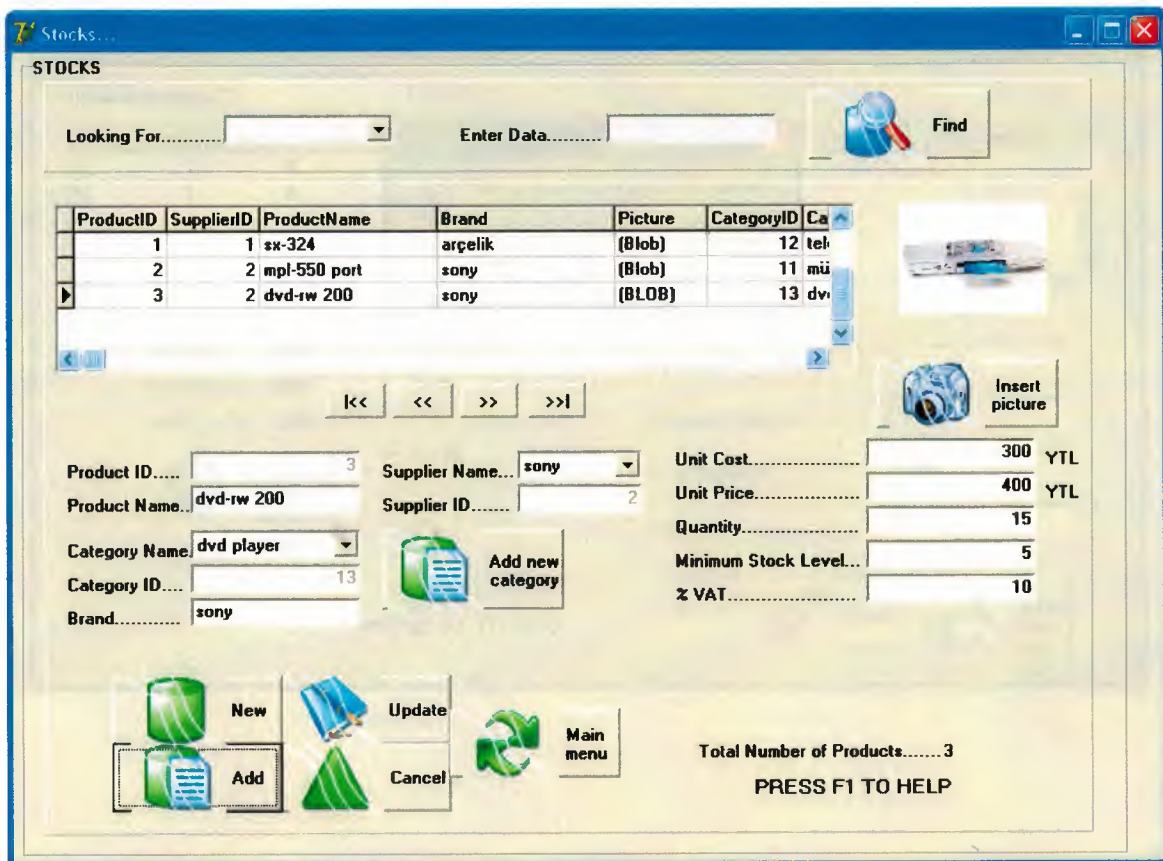 Stocks...
STOCKS
Looking For..........
Enter Data.........
Find
ProductID SupplierID ProductName Brand Picture CategoryID Ca
1 1 sx-324 arçelik (Blob) 12 tel
2 2 mpl-550 port sony (Blob) 11 mü
3 2 dvd-rw 200 sony (BLOB) 13 dv
I<< << >> >>I
Insert
picture
Product ID..... 3
Product Name.. dvd-rw 200
Category Name dvd player
Category ID.... 13
Brand........... sony
Supplier Name... sony
Supplier ID....... 2
Add new
category
Unit Cost..................... 300 YTL
Unit Price.................... 400 YTL
Quantity...................... 15
Minimum Stock Level... 5
% VAT........................ 10
New
Update
Add
Cancel
Main
menu
Total Number of Products.......3
PRESS F1 TO HELP